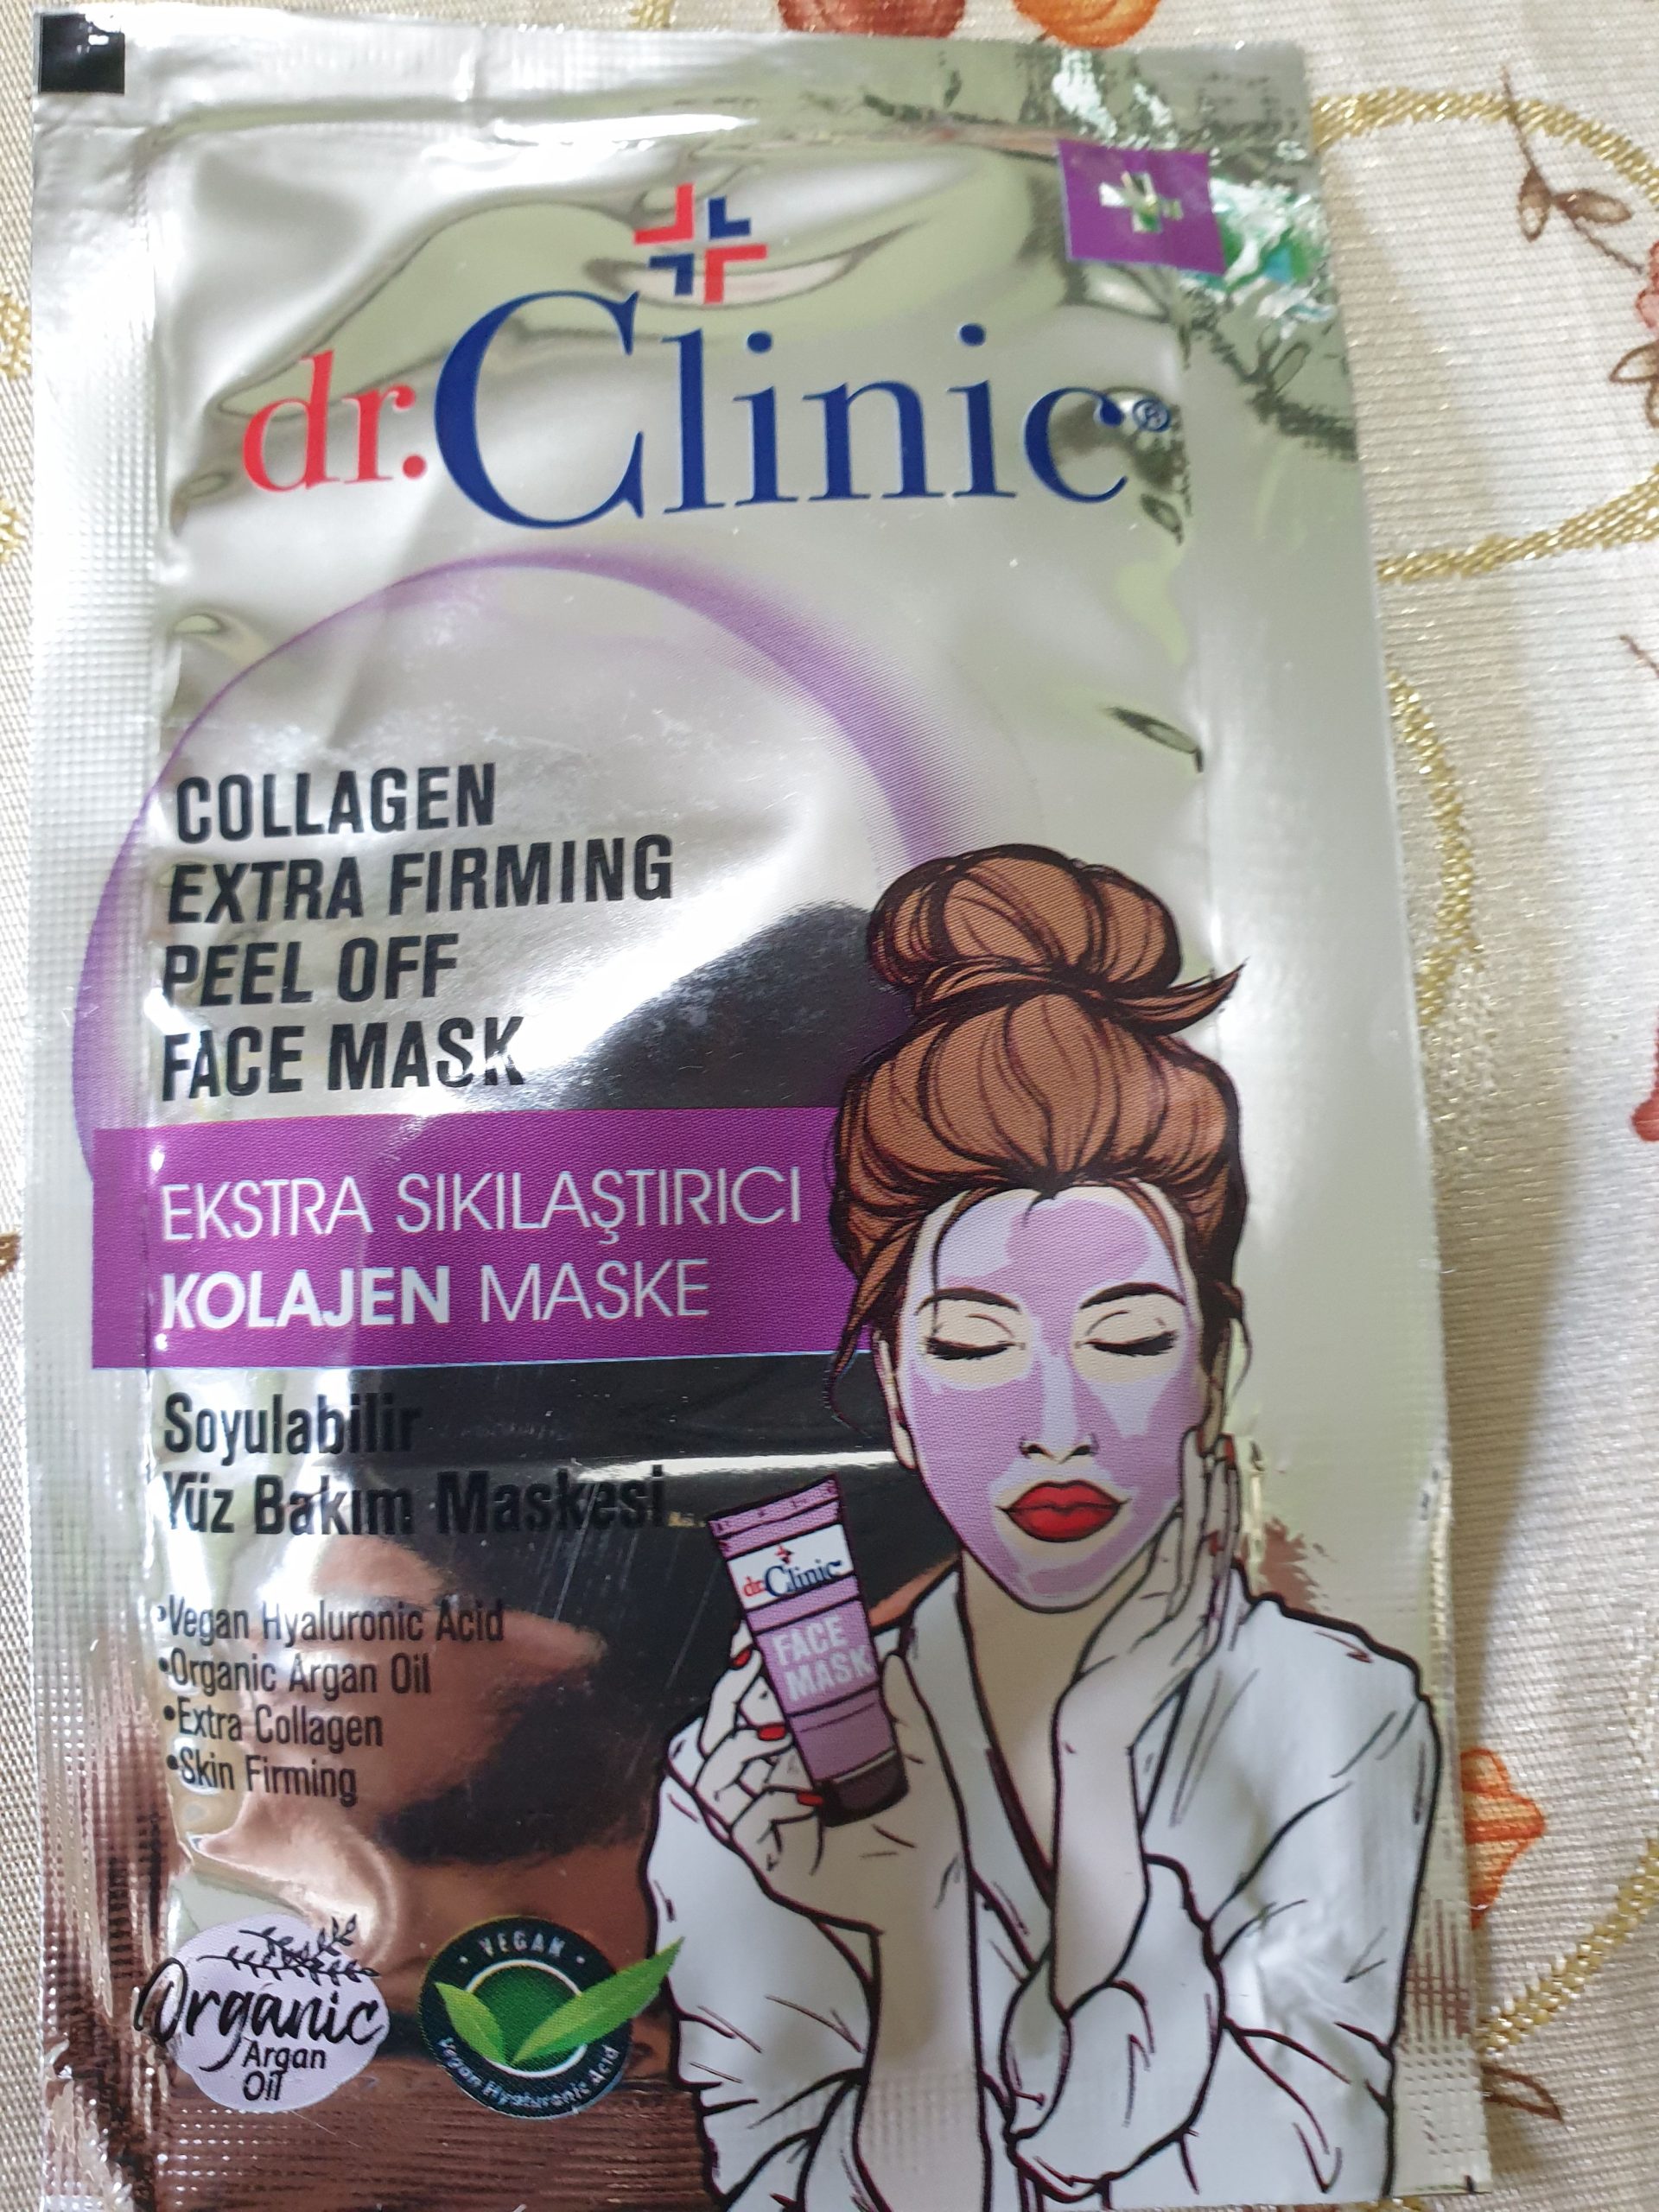 dr.Clinic®
COLLAGEN
EXTRA FIRMING
PEEL OFF
FACE MASK
EKSTRA SIKILAŞTIRICI
KOLAJEN MASKE
Soyulabilir
Yüz Bakım Maskesi
•Vegan Hyaluronic Acid
•Organic Argan Oil
•Extra Collagen
•Skin Firming
dr.Clinic
FACE
MASK
Organic
Argan
Oil
• VEGAN •
Vegan Hyaluronic Acid